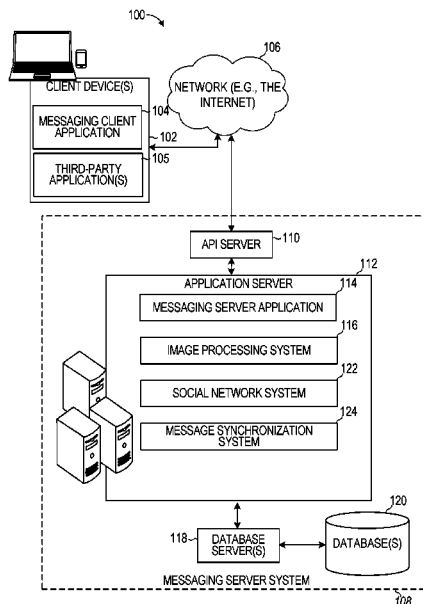 100
106
CLIENT DEVICE(S)
104
NETWORK (E.G., THE
INTERNET)
MESSAGING CLIENT
APPLICATION
102
105
THIRD-PARTY
APPLICATION(S)
API SERVER
110
112
APPLICATION SERVER
114
MESSAGING SERVER APPLICATION
116
IMAGE PROCESSING SYSTEM
122
SOCIAL NETWORK SYSTEM
124
MESSAGE SYNCHRONIZATION
SYSTEM
120
118
DATABASE
SERVER(S)
DATABASE(S)
MESSAGING SERVER SYSTEM
108